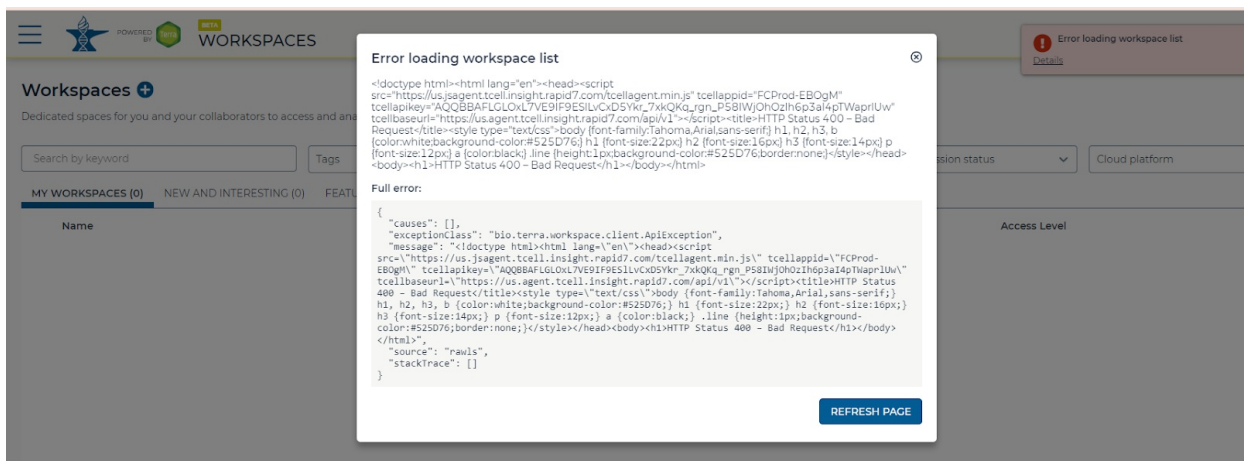 POWERED
BY
Terra
BETA
WORKSPACES
Error loading workspace list
Details
Workspaces
Dedicated spaces for you and your collaborators to access and ana
Search by keyword
Tags
ssion status
Cloud platform
MY WORKSPACES (0) NEW AND INTERESTING (0) FEATU
Name
Access Level
Error loading workspace list
<!doctype html><html lang="en"><head><script
src="https://us.jsagent.tcell.insight.rapid7.com/tcellagent.min.js" tcellappid="FCProd-EBOgM"
tcellapikey="AQQBBAFLGLOxL7VE9IF9ESlLvCxD5Ykr_7xkQKq_rgn_P58IWjOhOzIh6p3aI4pTWaprlUw"
tcellbaseurl="https://us.agent.tcell.insight.rapid7.com/api/v1"></script><title>HTTP Status 400 – Bad
Request</title><style type="text/css">body {font-family:Tahoma,Arial,sans-serif;} h1, h2, h3, b
{color:white;background-color:#525D76;} h1 {font-size:22px;} h2 {font-size:16px;} h3 {font-size:14px;} p
{font-size:12px;} a {color:black;} .line {height:1px;background-color:#525D76;border:none;}</style></head>
<body><h1>HTTP Status 400 – Bad Request</h1></body></html>
Full error:
{
"causes": [],
"exceptionClass": "bio.terra.workspace.client.ApiException",
"message": "<!doctype html><html lang=\"en\"><head><script
src=\"https://us.jsagent.tcell.insight.rapid7.com/tcellagent.min.js\" tcellappid=\"FCProd-
EBOgM\" tcellapikey=\"AQQBBAFLGLOxL7VE9IF9ESlLvCxD5Ykr_7xkQKq_rgn_P58IWjOhOzIh6p3aI4pTWaprlUw\"
tcellbaseurl=\"https://us.agent.tcell.insight.rapid7.com/api/v1\"></script><title>HTTP Status
400 – Bad Request</title><style type=\"text/css\">body {font-family:Tahoma,Arial,sans-serif;}
h1, h2, h3, b {color:white;background-color:#525D76;} h1 {font-size:22px;} h2 {font-size:16px;}
h3 {font-size:14px;} p {font-size:12px;} a {color:black;} .line {height:1px;background-
color:#525D76;border:none;}</style></head><body><h1>HTTP Status 400 – Bad Request</h1></body>
</html>",
"source": "rawls",
"stackTrace": []
}
REFRESH PAGE